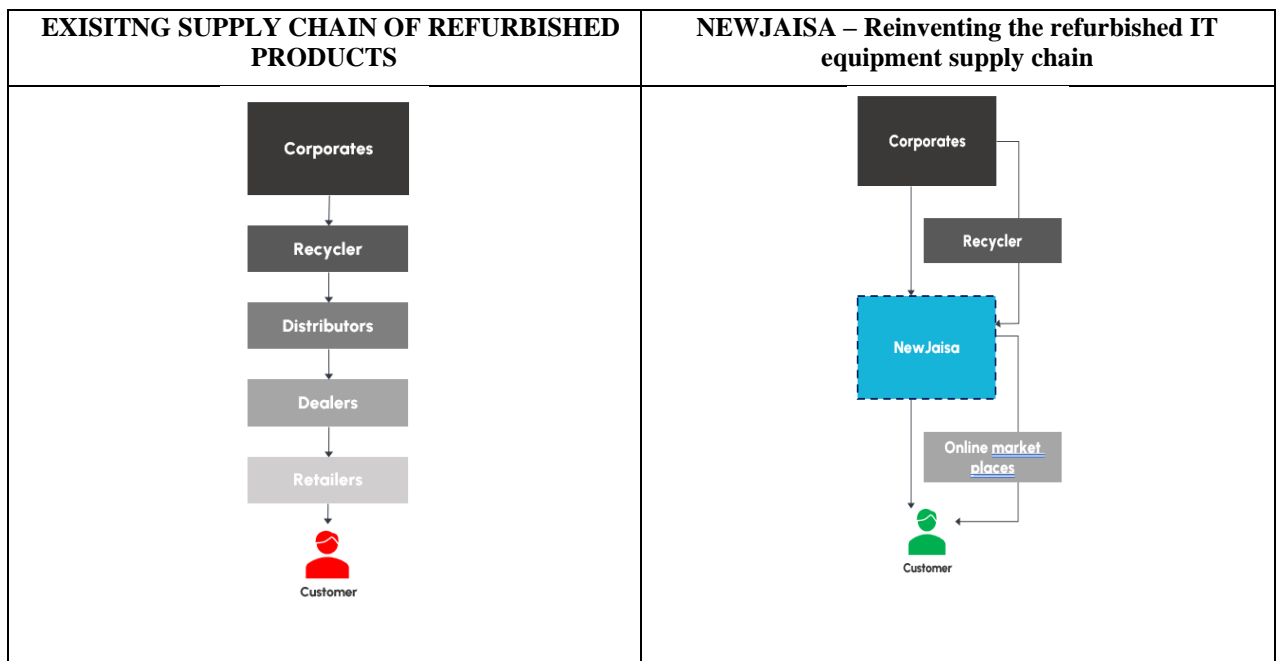 EXISITNG SUPPLY CHAIN OF REFURBISHED
PRODUCTS
Corporates
Recycler
Distributors
Dealers
Retailers
Customer
NEWJAISA – Reinventing the refurbished IT
equipment supply chain
Corporates
Recycler
NewJaisa
Online market
places
Customer